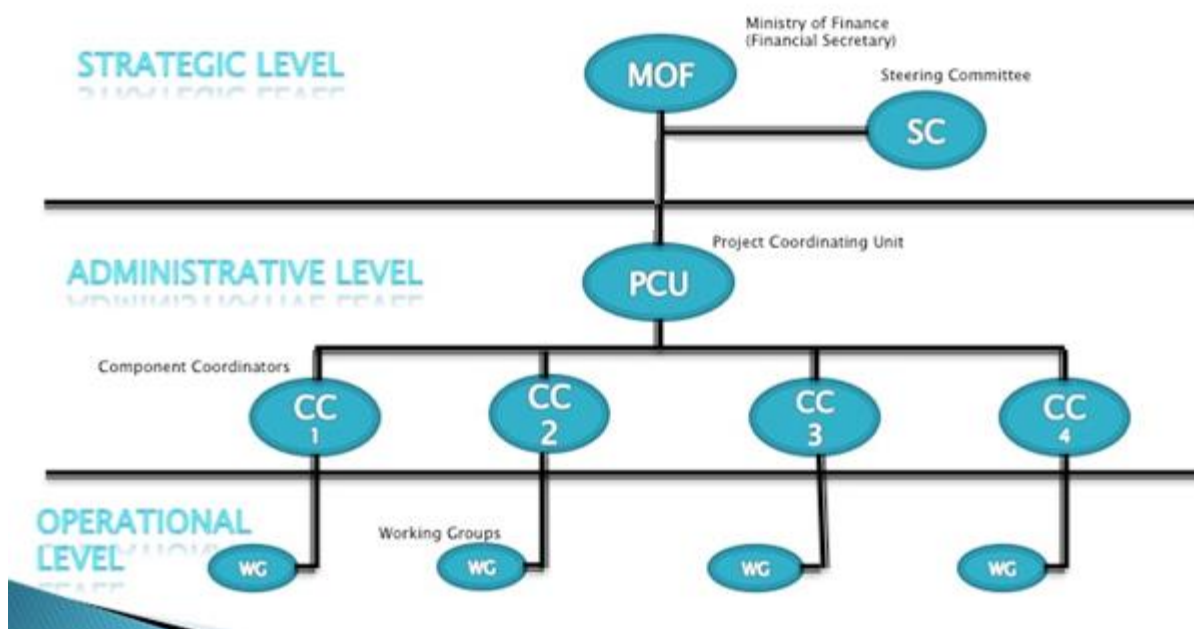 Ministry of Finance
(Financial Secretary)
STRATEGIC LEVEL
MOF
Steering Committee
SC
Project Coordinating Unit
ADMINISTRATIVE LEVEL
PCU
Component Coordinators
CC
1
CC
2
CC
3
CC
4
OPERATIONAL
LEVEL
Working Groups
WG
WG
WG
WG